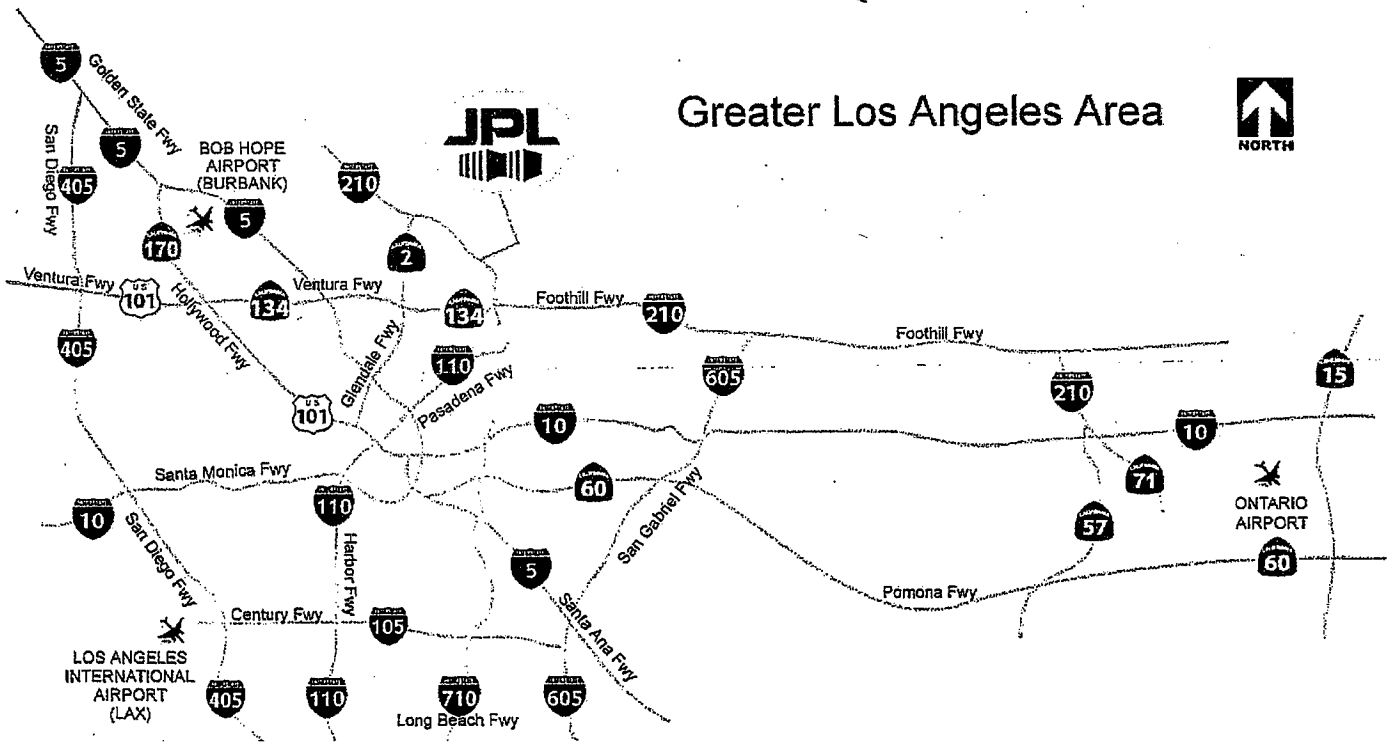 Greater Los Angeles Area
NORTH
JPL
5
Golden State Fwy
5
San Diego Fwy
405
BOB HOPE
AIRPORT
(BURBANK)
5
170
210
2
Ventura Fwy
U S
101
Hollywood Fwy
134
Ventura Fwy
134
Foothill Fwy
210
Foothill Fwy
405
Glendale Fwy
110
Pasadena Fwy
605
210
15
U S
101
10
10
Santa Monica Fwy
10
110
60
San Gabriel Fwy
71
57
ONTARIO
AIRPORT
60
San Diego Fwy
Harbor Fwy
5
Santa Ana Fwy
Pomona Fwy
Century Fwy
105
LOS ANGELES
INTERNATIONAL
AIRPORT
(LAX)
405
110
710
605
Long Beach Fwy